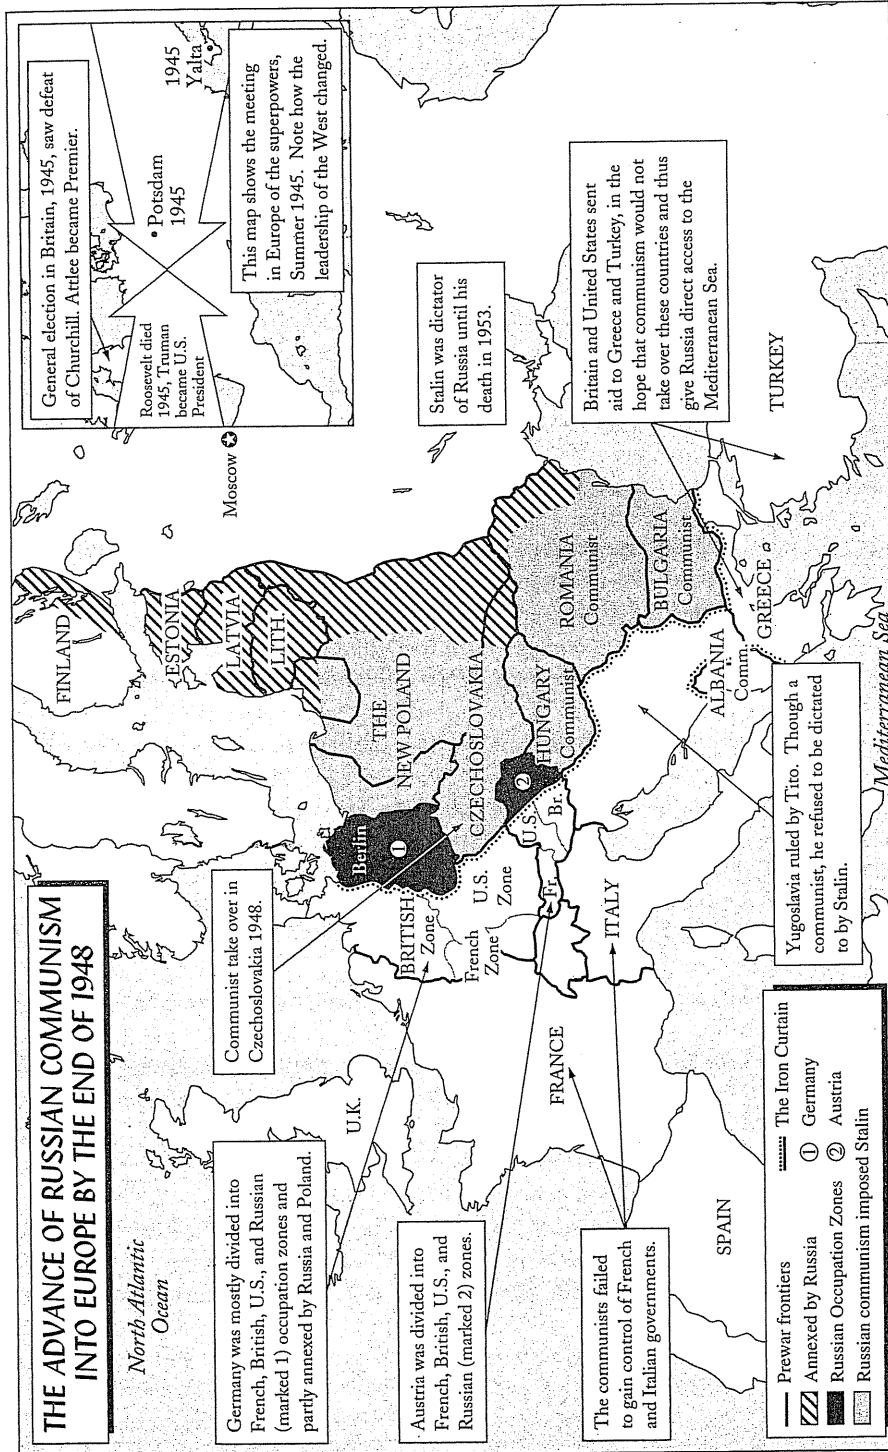 THE ADVANCE OF RUSSIAN COMMUNISM
INTO EUROPE BY THE END OF 1948
North Atlantic
Ocean
Germany was mostly divided into
French, British, U.S., and Russian
(marked 1) occupation zones and
partly annexed by Russia and Poland.
Austria was divided into
French, British, U.S., and
Russian (marked 2) zones.
The communists failed
to gain control of French
and Italian governments.
Communist take over in
Czechoslovakia 1948.
U.K.
FRANCE
SPAIN
BRITISH
Zone
French
Zone
U.S.
Zone
Fr.
U.S.
Br.
ITALY
Berlin
1
2
CZECHOSLOVAKIA
THE
NEW POLAND
HUNGARY
Communist
FINLAND
ESTONIA
LATVIA
LITH.
ROMANIA
Communist
BULGARIA
Communist
ALBANIA
Comm.
GREECE
TURKEY
Moscow
Mediterranean Sea
Yugoslavia ruled by Tito. Though a
communist, he refused to be dictated
to by Stalin.
Stalin was dictator
of Russia until his
death in 1953.
Britain and United States sent
aid to Greece and Turkey, in the
hope that communism would not
take over these countries and thus
give Russia direct access to the
Mediterranean Sea.
General election in Britain, 1945, saw defeat
of Churchill. Attlee became Premier.
Roosevelt died
1945, Truman
became U.S.
President
Potsdam
1945
1945
Yalta
This map shows the meeting
in Europe of the superpowers,
Summer 1945. Note how the
leadership of the West changed.
Prewar frontiers
Annexed by Russia
Russian Occupation Zones
Russian communism imposed Stalin
The Iron Curtain
1 Germany
2 Austria